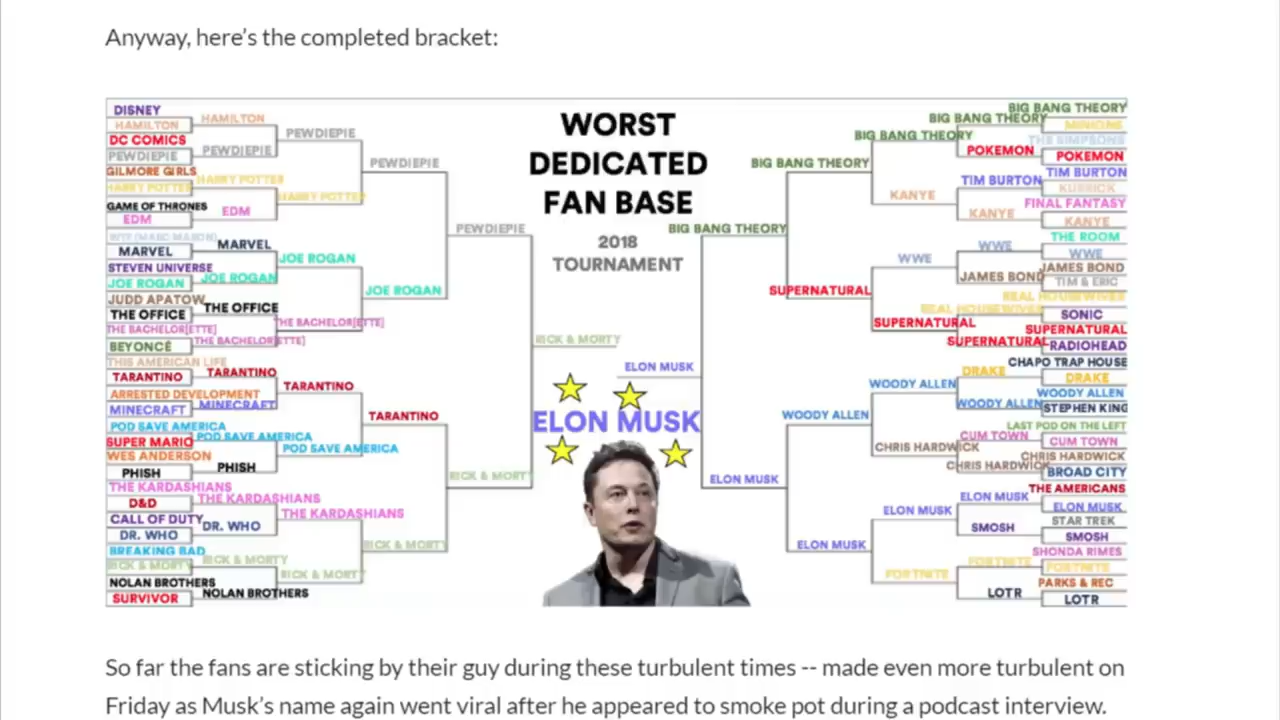 Anyway, here's the completed bracket:
WORST
DEDICATED
FAN BASE
2018
TOURNAMENT
DISNEY
HAMILTON
DC COMICS
PEWDIEPIE
GILMORE GIRLS
HARRY POTTER
GAME OF THRONES
EDM
MARVEL
STEVEN UNIVERSE
JOE ROGAN
JUDD APATOW
THE OFFICE
THE BACHELOR[ETTE]
BEYONCÉ
THIS AMERICAN LIFE
TARANTINO
ARRESTED DEVELOPMENT
MINECRAFT
POD SAVE AMERICA
SUPER MARIO
WES ANDERSON
PHISH
THE KARDASHIANS
D&D
CALL OF DUTY
DR. WHO
BREAKING BAD
RICK & MORTY
NOLAN BROTHERS
SURVIVOR
HAMILTON
PEWDIEPIE
HARRY POTTER
EDM
MARVEL
JOE ROGAN
THE OFFICE
THE BACHELOR[ETTE]
TARANTINO
MINECRAFT
POD SAVE AMERICA
PHISH
THE KARDASHIANS
DR. WHO
RICK & MORTY
NOLAN BROTHERS
PEWDIEPIE
HARRY POTTER
JOE ROGAN
THE BACHELOR[ETTE]
TARANTINO
POD SAVE AMERICA
THE KARDASHIANS
RICK & MORTY
PEWDIEPIE
JOE ROGAN
TARANTINO
RICK & MORTY
PEWDIEPIE
RICK & MORTY
RICK & MORTY
ELON MUSK
ELON MUSK
BIG BANG THEORY
ELON MUSK
BIG BANG THEORY
SUPERNATURAL
WOODY ALLEN
ELON MUSK
BIG BANG THEORY
KANYE
WWE
SUPERNATURAL
WOODY ALLEN
CHRIS HARDWICK
ELON MUSK
FORTNITE
BIG BANG THEORY
POKEMON
TIM BURTON
KANYE
WWE
JAMES BOND
REAL HOUSEWIVES
SUPERNATURAL
DRAKE
WOODY ALLEN
CUM TOWN
CHRIS HARDWICK
ELON MUSK
SMOSH
FORTNITE
LOTR
BIG BANG THEORY
MINIONS
THE SIMPSONS
POKEMON
TIM BURTON
KUBRICK
FINAL FANTASY
KANYE
THE ROOM
WWE
JAMES BOND
TIM & ERIC
REAL HOUSEWIVES
SONIC
SUPERNATURAL
RADIOHEAD
CHAPO TRAP HOUSE
DRAKE
WOODY ALLEN
STEPHEN KING
LAST POD ON THE LEFT
CUM TOWN
CHRIS HARDWICK
BROAD CITY
THE AMERICANS
ELON MUSK
STAR TREK
SMOSH
SHONDA RIMES
FORTNITE
PARKS & REC
LOTR
So far the fans are sticking by their guy during these turbulent times -- made even more turbulent on
Friday as Musk's name again went viral after he appeared to smoke pot during a podcast interview.